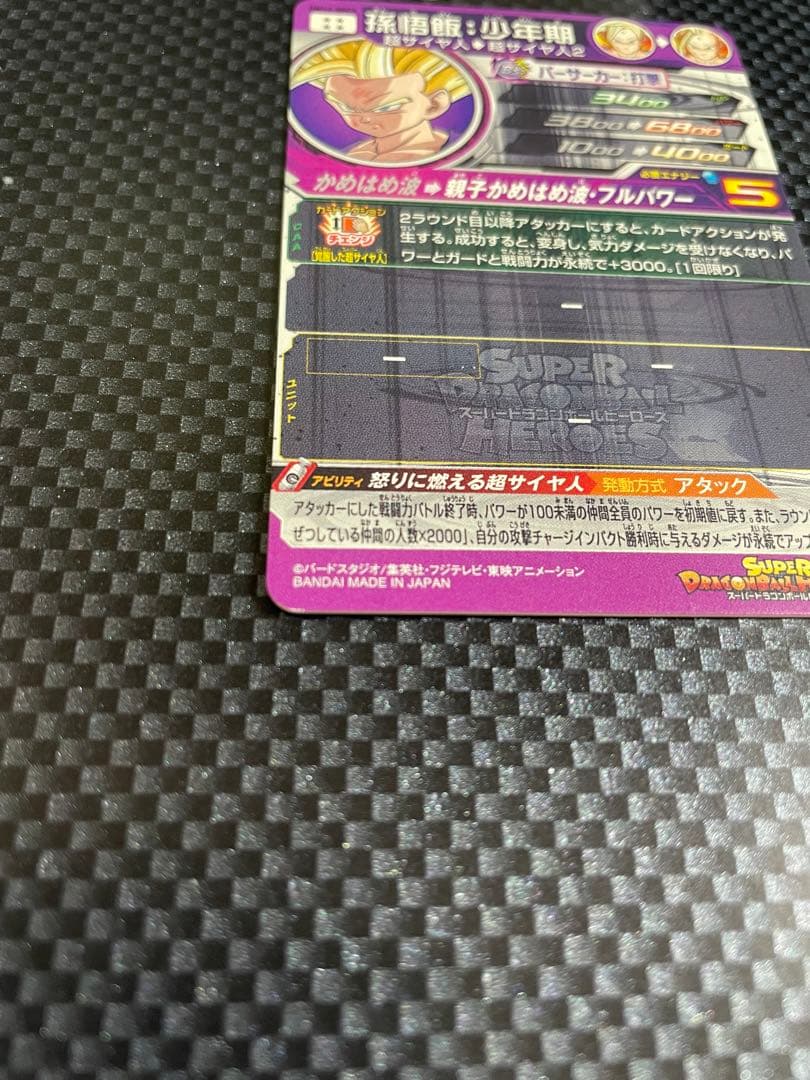 孫悟飯:少年期
超サイヤ人➡超サイヤ人2
バーサーカー:打撃
3400
3800➡6800
1000➡4000
ガード
必要エナジー
かめはめ波➡親子かめはめ波・フルパワー 5
CAA
カードアクション
チェンジ
[覚醒した超サイヤ人]
2ラウンド目以降アタッカーにすると、カードアクションが発
生する。成功すると、変身し、気力ダメージを受けなくなり、パ
ワーとガードと戦闘力が永続で+3000。[1回限り]
ー
ユニット
ー ー
ー
SUPER
DRAGONBALL
スーパードラゴンボールヒーローズ
HEROES
アビリティ 怒りに燃える超サイヤ人 発動方式 アタック
アタッカーにした戦闘力バトル終了時、パワーが100未満の仲間全員のパワーを初期値に戻す。また、ラウン
ぜつしている仲間の人数×2000]、自分の攻撃チャージインパクト勝利時に与えるダメージが永続でアップ
©バードスタジオ/集英社・フジテレビ・東映アニメーション
BANDAI MADE IN JAPAN
SUPER
DRAGONBALL
スーパードラゴンボール